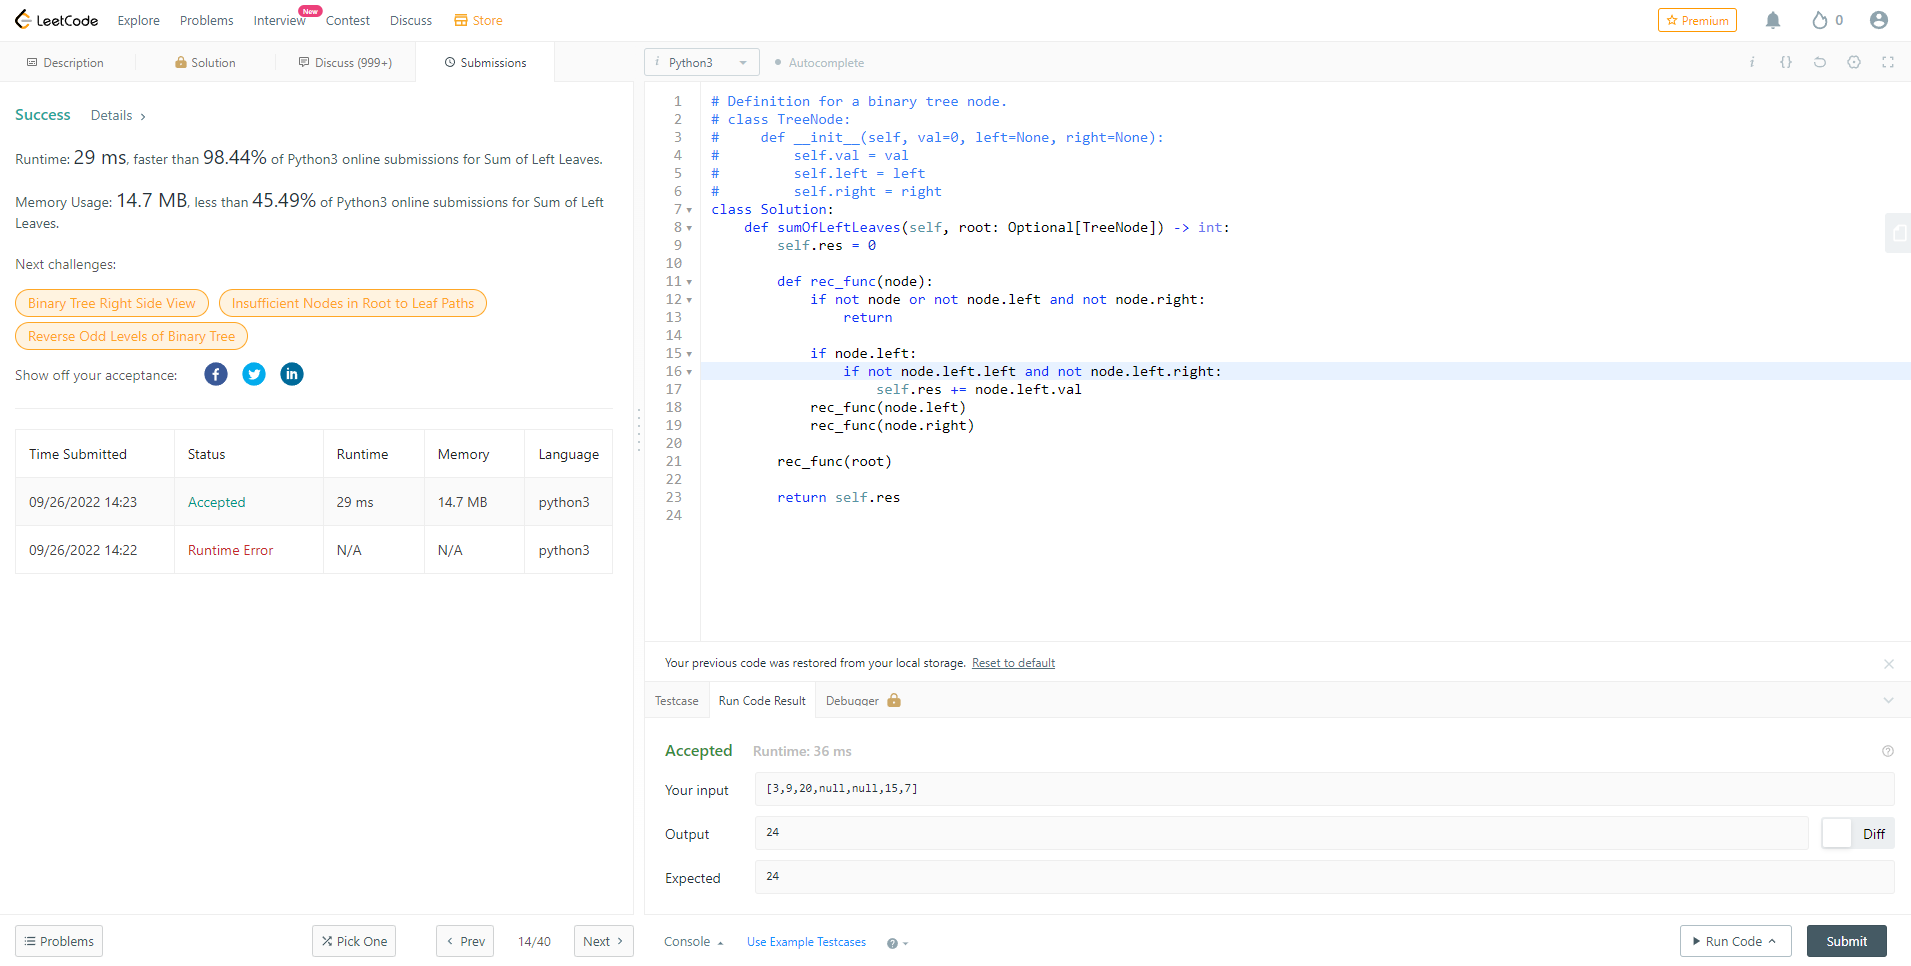 LeetCode Explore Problems Interview New Contest Discuss Store Premium 0
Description Solution Discuss (999+) Submissions
Success Details >
Runtime: 29 ms, faster than 98.44% of Python3 online submissions for Sum of Left Leaves.
Memory Usage: 14.7 MB, less than 45.49% of Python3 online submissions for Sum of Left
Leaves.
Next challenges:
Binary Tree Right Side View Insufficient Nodes in Root to Leaf Paths
Reverse Odd Levels of Binary Tree
Show off your acceptance:
Time Submitted Status Runtime Memory Language
09/26/2022 14:23 Accepted 29 ms 14.7 MB python3
09/26/2022 14:22 Runtime Error N/A N/A python3
Problems Pick One < Prev 14/40 Next >
i Python3 Autocomplete i {}
1 # Definition for a binary tree node.
2 # class TreeNode:
3 #     def __init__(self, val=0, left=None, right=None):
4 #         self.val = val
5 #         self.left = left
6 #         self.right = right
7 class Solution:
8     def sumOfLeftLeaves(self, root: Optional[TreeNode]) -> int:
9         self.res = 0
10
11         def rec_func(node):
12             if not node or not node.left and not node.right:
13                 return
14
15             if node.left:
16                 if not node.left.left and not node.left.right:
17                     self.res += node.left.val
18             rec_func(node.left)
19             rec_func(node.right)
20
21         rec_func(root)
22
23         return self.res
24
Your previous code was restored from your local storage. Reset to default
Testcase Run Code Result Debugger
Accepted Runtime: 36 ms
Your input [3,9,20,null,null,15,7]
Output 24 Diff
Expected 24
Console Use Example Testcases ? Run Code Submit